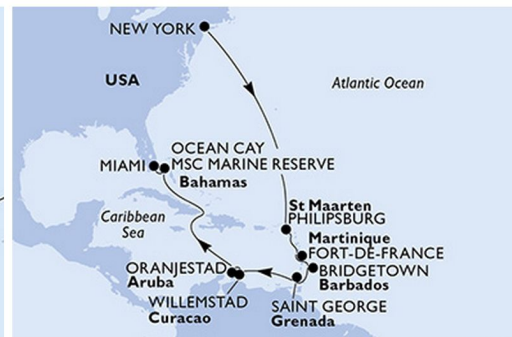 NEW YORK
USA
Atlantic Ocean
OCEAN CAY
MIAMI MSC MARINE RESERVE
Bahamas
Caribbean
Sea
St Maarten
PHILIPSBURG
Martinique
FORT-DE-FRANCE
ORANJESTAD
Aruba
BRIDGETOWN
Barbados
WILLEMSTAD
Curacao
SAINT GEORGE
Grenada